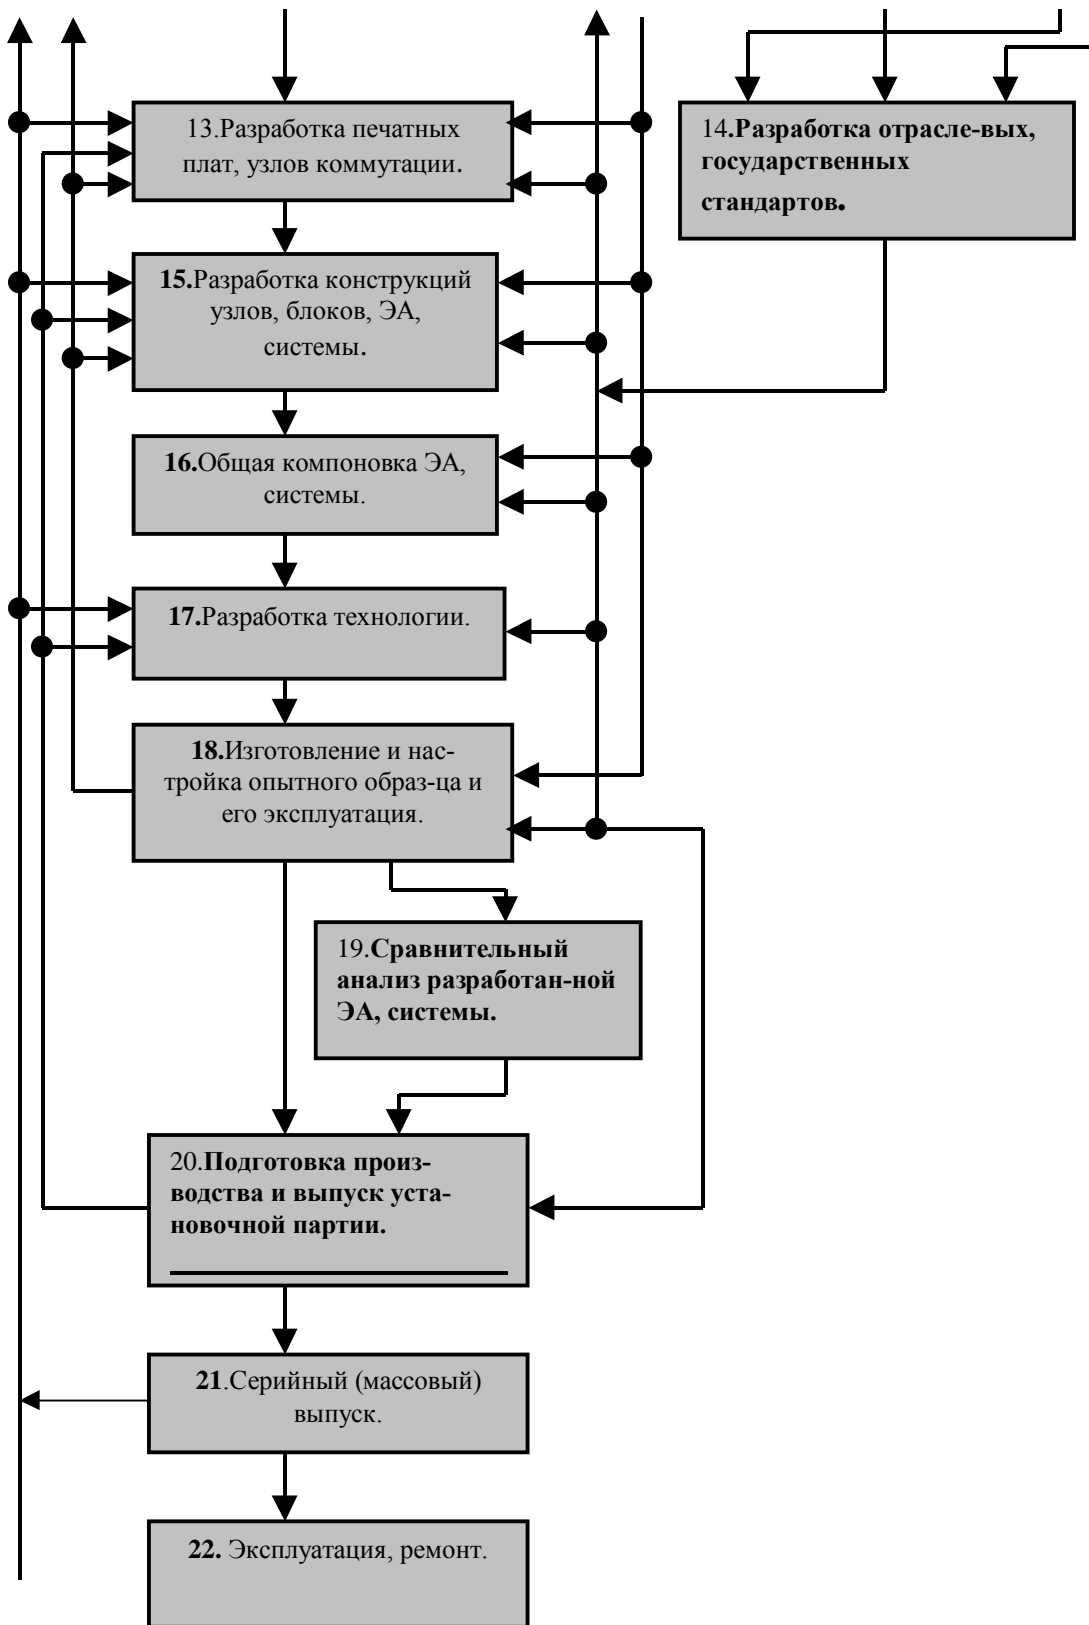 13.Разработка печатных
плат, узлов коммутации.
14.Разработка отрасле-вых,
государственных
стандартов.
15.Разработка конструкций
узлов, блоков, ЭА,
системы.
16.Общая компоновка ЭА,
системы.
17.Разработка технологии.
18.Изготовление и нас-
тройка опытного образ-ца и
его эксплуатация.
19.Сравнительный
анализ разработан-ной
ЭА, системы.
20.Подготовка произ-
водства и выпуск уста-
новочной партии.
21.Серийный (массовый)
выпуск.
22. Эксплуатация, ремонт.